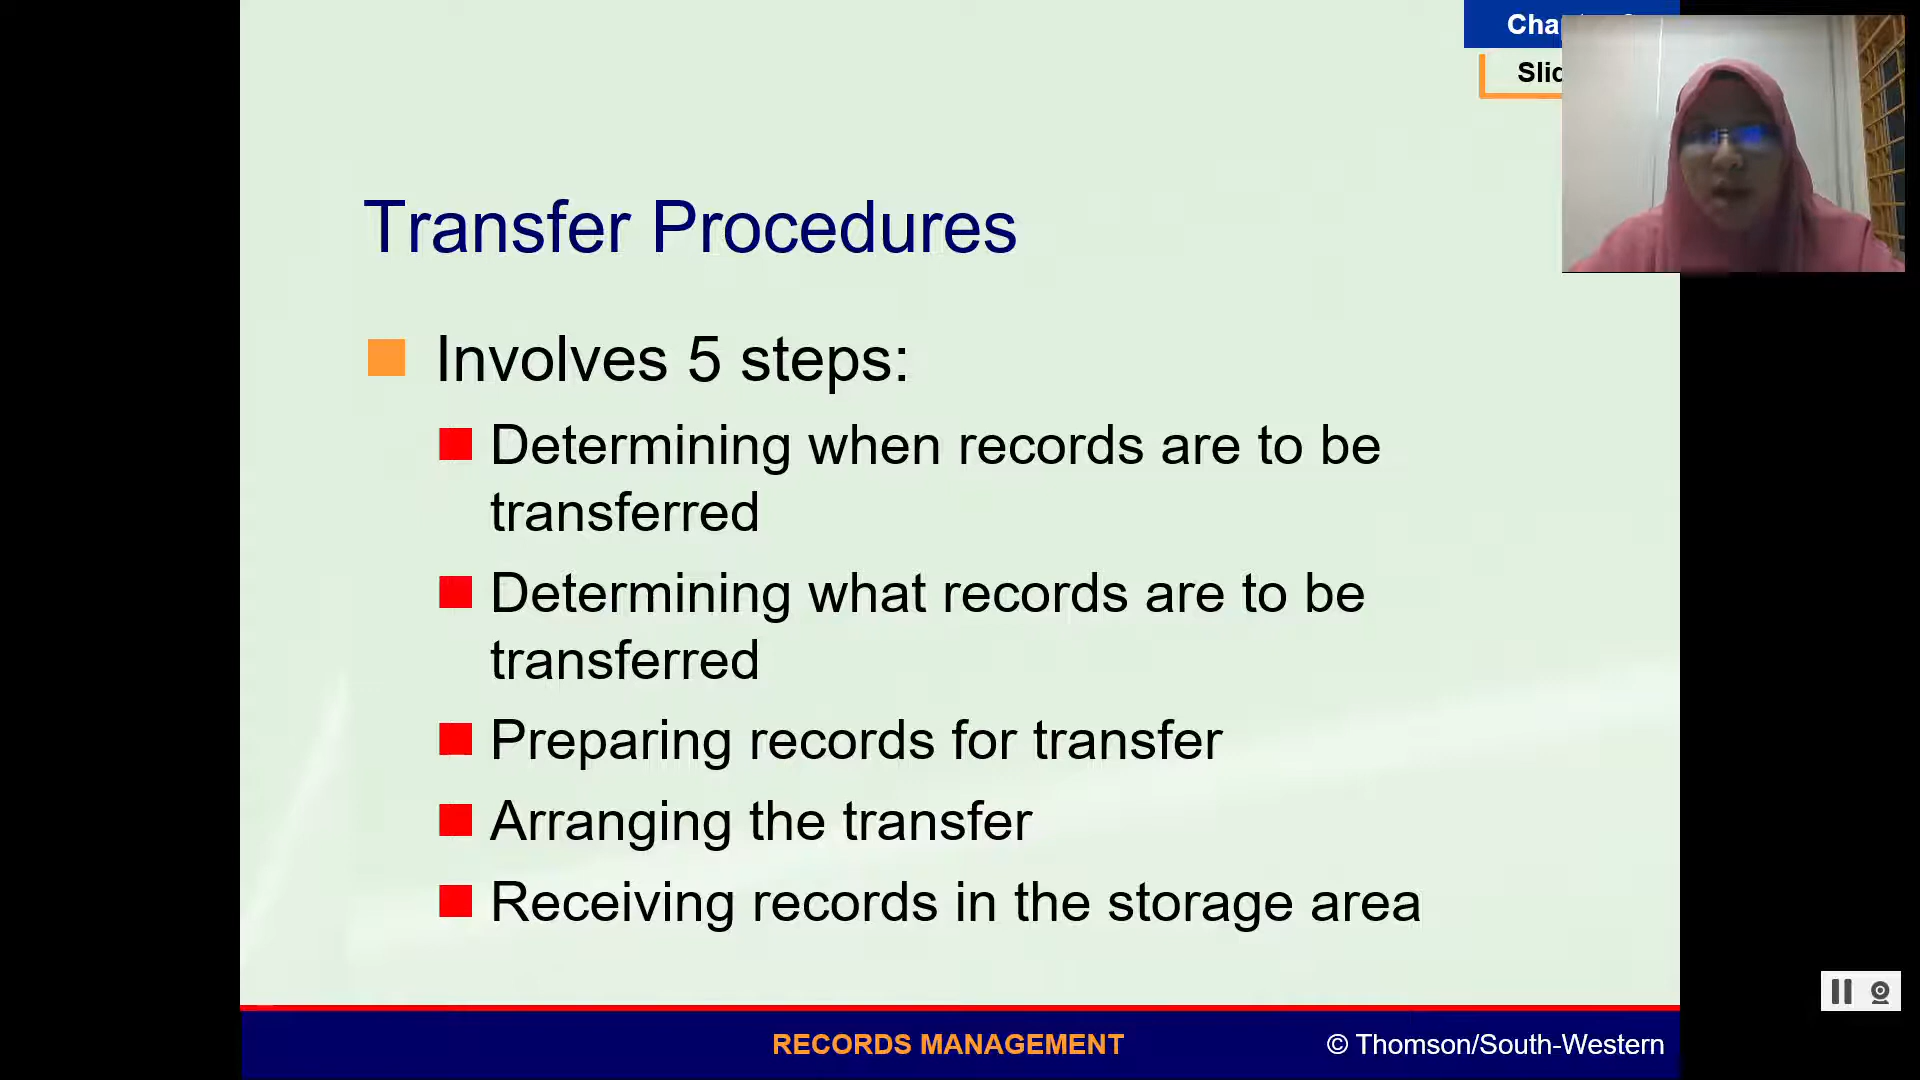 Transfer Procedures
Involves 5 steps:
Determining when records are to be
transferred
Determining what records are to be
transferred
Preparing records for transfer
Arranging the transfer
Receiving records in the storage area
RECORDS MANAGEMENT
© Thomson/South-Western